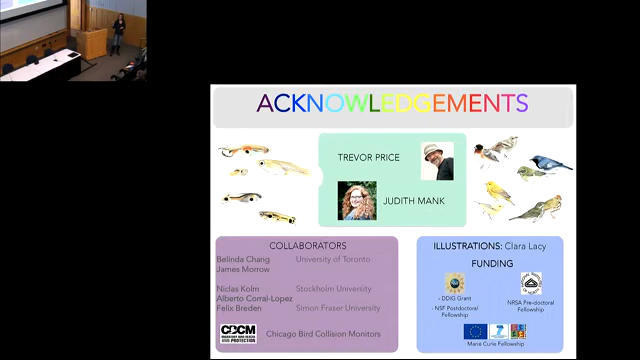 ACKNOWLEDGEMENTS
TREVOR PRICE
JUDITH MANK
COLLABORATORS
Belinda Chang University of Toronto
James Morrow
Niclas Kolm Stockholm University
Alberto Corral-Lopez
Felix Breden Simon Fraser University
CBCM
Chicago Bird Collision Monitors
ILLUSTRATIONS: Clara Lacy
FUNDING
- DDIG Grant
- NSF Postdoctoral
Fellowship
NRSA Pre-doctoral
Fellowship
Marie Curie Fellowship